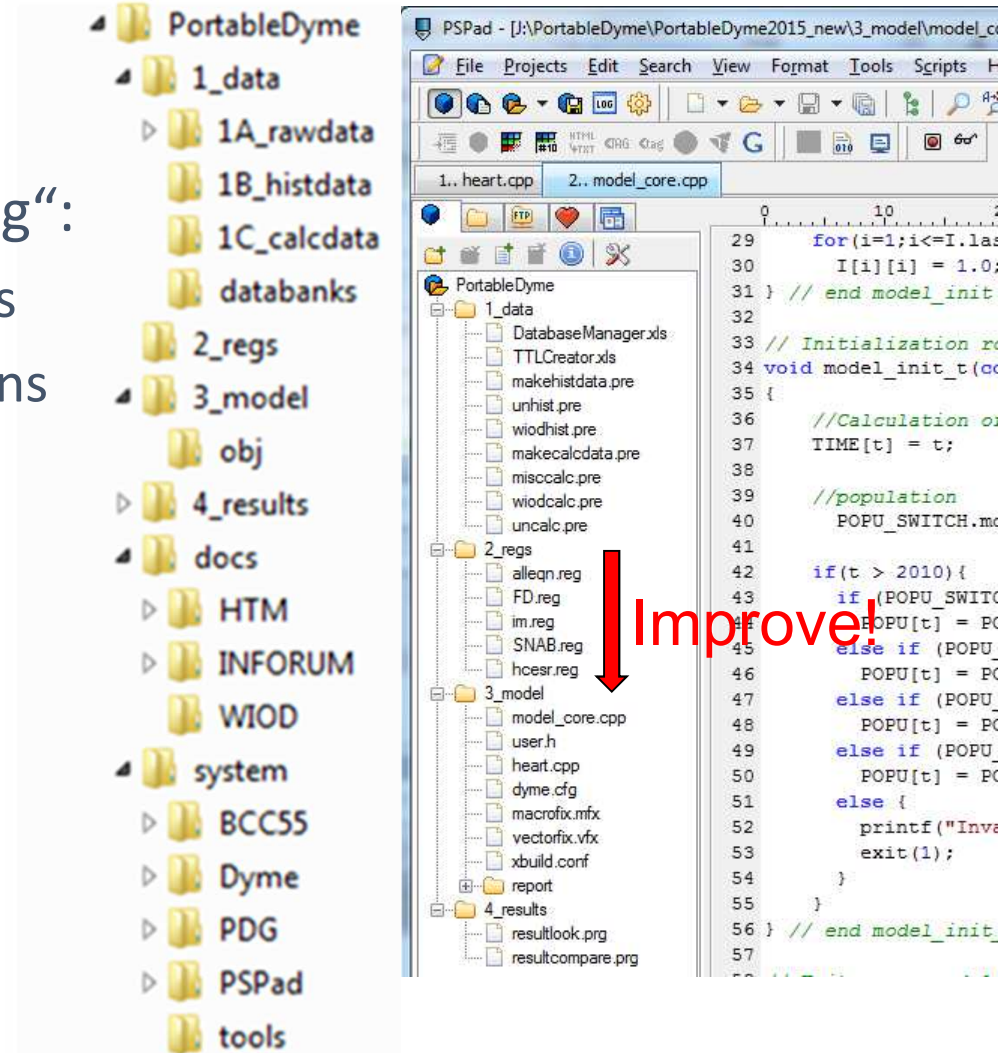 g“:
s
ns
PortableDyme
1_data
1A_rawdata
1B_histdata
1C_calcdata
databanks
2_regs
3_model
obj
4_results
docs
HTM
INFORUM
WIOD
system
BCC55
Dyme
PDG
PSPad
tools
PSPad - [J:\PortableDyme\PortableDyme2015_new\3_model\model_co
File Projects Edit Search View Format Tools Scripts H
LOG
HTML
G
010
1.. heart.cpp 2.. model_core.cpp
FTP
PortableDyme
1_data
DatabaseManager.xls
TTLCreator.xls
makehistdata.pre
unhist.pre
wiodhist.pre
makecalcdata.pre
misccalc.pre
wiodcalc.pre
uncalc.pre
2_regs
alleqn.reg
FD.reg
im.reg
SNAB.reg
hcesr.reg
3_model
model_core.cpp
user.h
heart.cpp
dyme.cfg
macrofix.mfx
vectorfix.vfx
xbuild.conf
report
4_results
resultlook.prg
resultcompare.prg
Improve!
0 10 2
29 for(i=1;i<=I.las
30 I[i][i] = 1.0;
31 } // end model_init
32
33 // Initialization ro
34 void model_init_t(co
35 {
36 //Calculation of
37 TIME[t] = t;
38
39 //population
40 POPU_SWITCH.mo
41
42 if(t > 2010){
43 if (POPU_SWITC
44 POPU[t] = PO
45 else if (POPU_
46 POPU[t] = PO
47 else if (POPU_
48 POPU[t] = PO
49 else if (POPU_
50 POPU[t] = PO
51 else {
52 printf("Inva
53 exit(1);
54 }
55 }
56 } // end model_init_
57